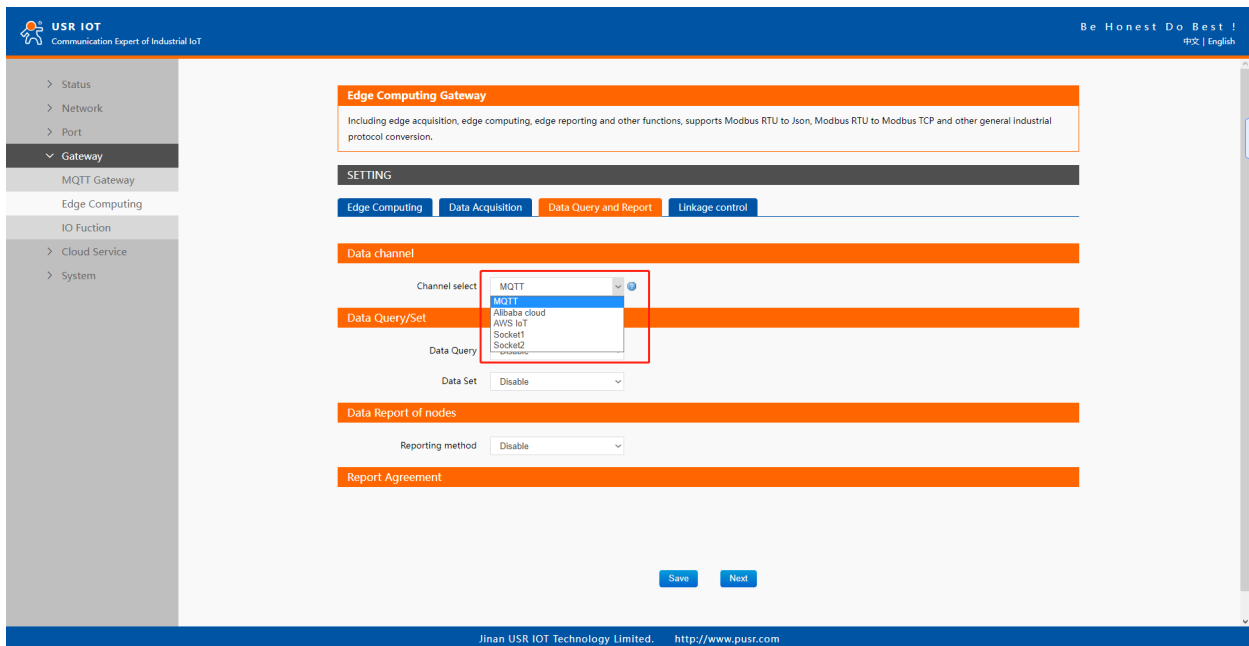 USR IOT
Communication Expert of Industrial IoT
Be Honest Do Best !
中文 | English
> Status
> Network
> Port
Gateway
MQTT Gateway
Edge Computing
IO Fuction
> Cloud Service
> System
Edge Computing Gateway
Including edge acquisition, edge computing, edge reporting and other functions, supports Modbus RTU to Json, Modbus RTU to Modbus TCP and other general industrial
protocol conversion.
SETTING
Edge Computing Data Acquisition Data Query and Report Linkage control
Data channel
Channel select MQTT
MQTT
Alibaba cloud
AWS IoT
Socket1
Socket2
Data Query/Set
Data Query Disable
Data Set Disable
Data Report of nodes
Reporting method Disable
Report Agreement
Save Next
Jinan USR IOT Technology Limited. http://www.pusr.com